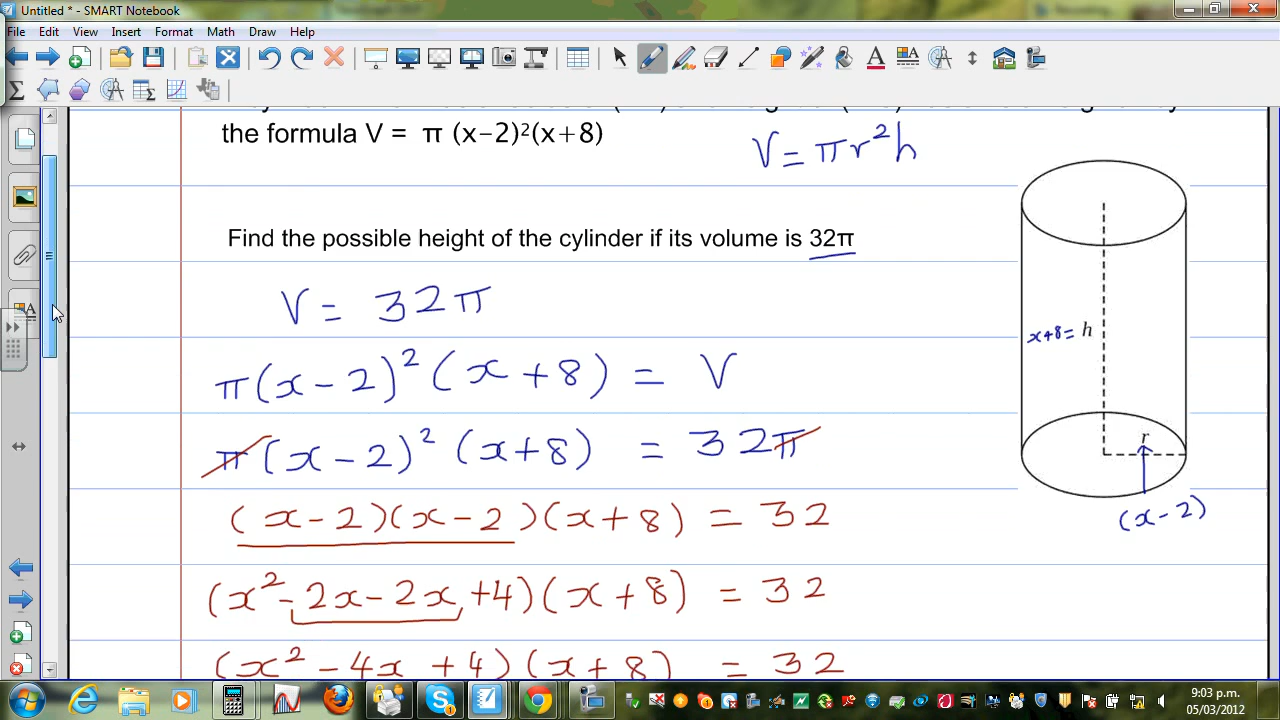 Untitled * - SMART Notebook
File Edit View Insert Format Math Draw Help
the formula V = π (x−2)²(x+8)
V = πr²h
Find the possible height of the cylinder if its volume is 32π
V = 32π
x+8 = h
π(x−2)²(x+8) = V
π(x−2)²(x+8) = 32π
r
(x−2)(x−2)(x+8) = 32
(x−2)
(x²−2x−2x+4)(x+8) = 32
(x²−4x+4)(x+8) = 32
9:03 p.m.
05/03/2012